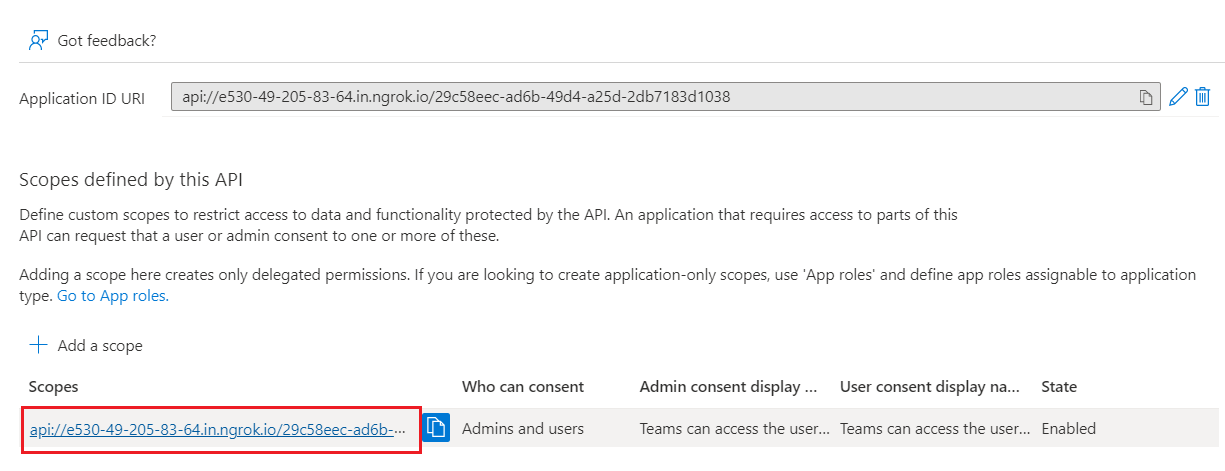 Got feedback?
Application ID URI api://e530-49-205-83-64.in.ngrok.io/29c58eec-ad6b-49d4-a25d-2db7183d1038
Scopes defined by this API
Define custom scopes to restrict access to data and functionality protected by the API. An application that requires access to parts of this
API can request that a user or admin consent to one or more of these.
Adding a scope here creates only delegated permissions. If you are looking to create application-only scopes, use 'App roles' and define app roles assignable to application
type. Go to App roles.
Add a scope
Scopes Who can consent Admin consent display ... User consent display na... State
api://e530-49-205-83-64.in.ngrok.io/29c58eec-ad6b-... Admins and users Teams can access the user... Teams can access the user... Enabled